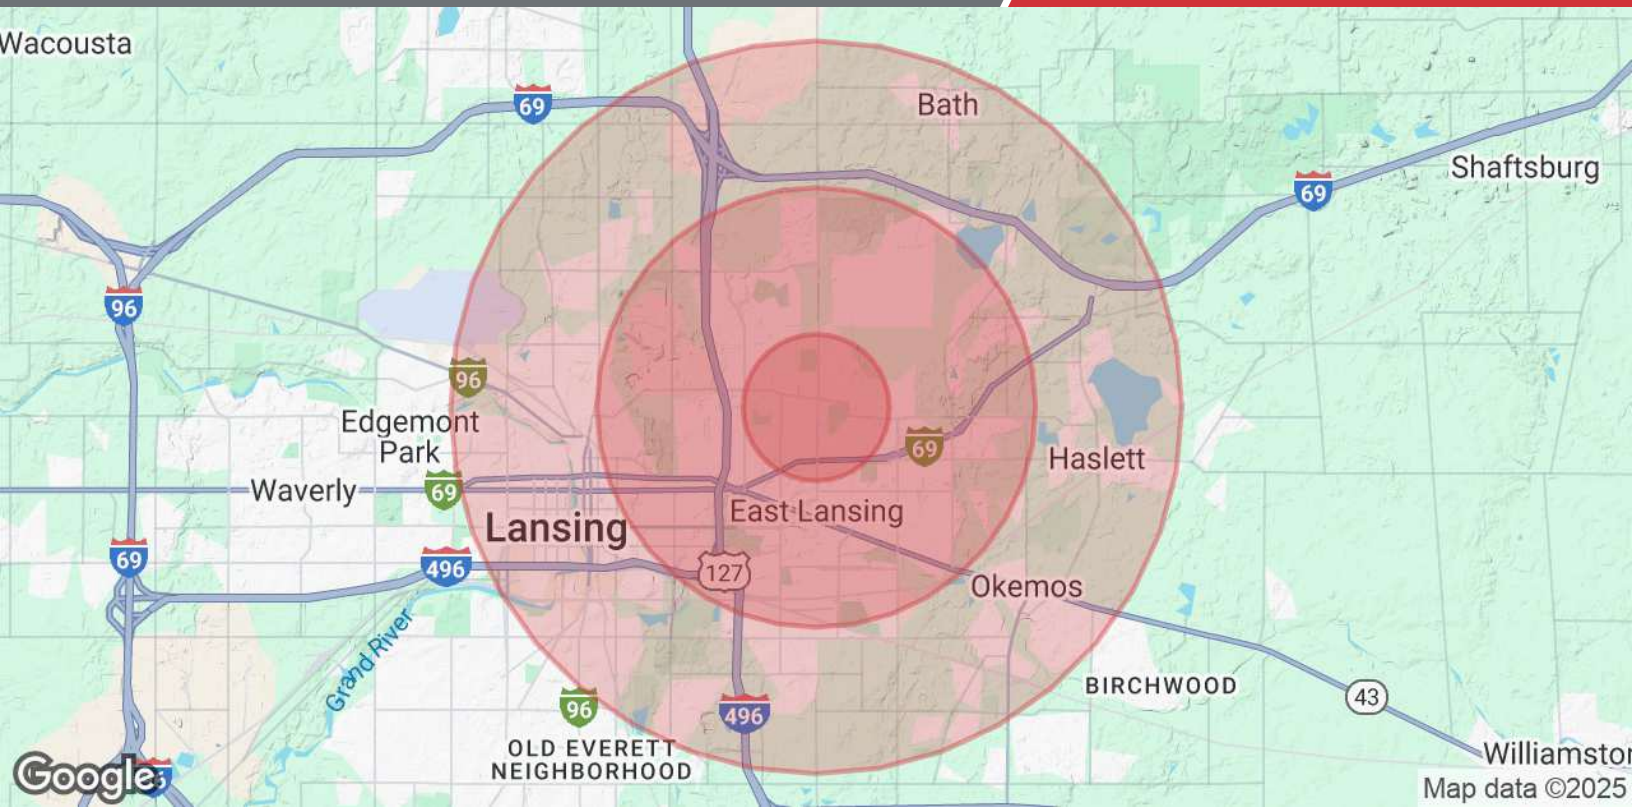 Wacousta
69
Bath
Shaftsburg
69
96
96
Edgemont
Park
69
Haslett
Waverly
69
East Lansing
Lansing
69
496
127
Okemos
Grand River
BIRCHWOOD
43
96
496
OLD EVERETT
NEIGHBORHOOD
Williamston
Google
Map data ©2025